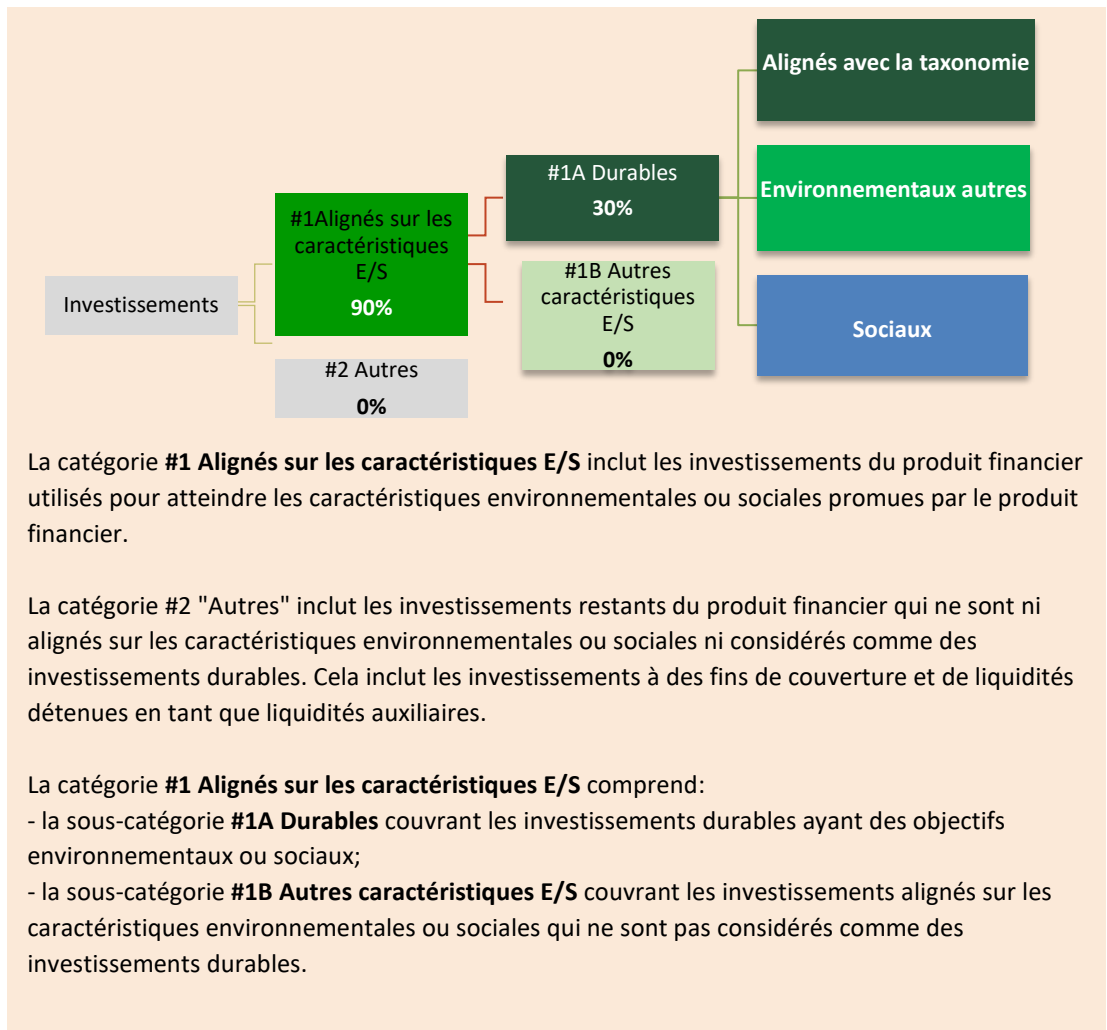 Investissements
#1Alignés sur les
caractéristiques
E/S
90%
#2 Autres
0%
#1A Durables
30%
#1B Autres
caractéristiques
E/S
0%
Alignés avec la taxonomie
Environnementaux autres
Sociaux
La catégorie #1 Alignés sur les caractéristiques E/S inclut les investissements du produit financier
utilisés pour atteindre les caractéristiques environnementales ou sociales promues par le produit
financier.
La catégorie #2 "Autres" inclut les investissements restants du produit financier qui ne sont ni
alignés sur les caractéristiques environnementales ou sociales ni considérés comme des
investissements durables. Cela inclut les investissements à des fins de couverture et de liquidités
détenues en tant que liquidités auxiliaires.
La catégorie #1 Alignés sur les caractéristiques E/S comprend:
- la sous-catégorie #1A Durables couvrant les investissements durables ayant des objectifs
environnementaux ou sociaux;
- la sous-catégorie #1B Autres caractéristiques E/S couvrant les investissements alignés sur les
caractéristiques environnementales ou sociales qui ne sont pas considérés comme des
investissements durables.